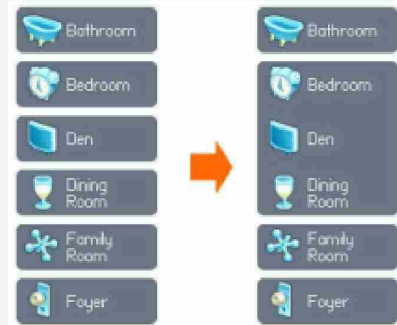 Bathroom
Bedroom
Den
Dining
Room
Family
Room
Foyer
Bathroom
Bedroom
Den
Dining
Room
Family
Room
Foyer